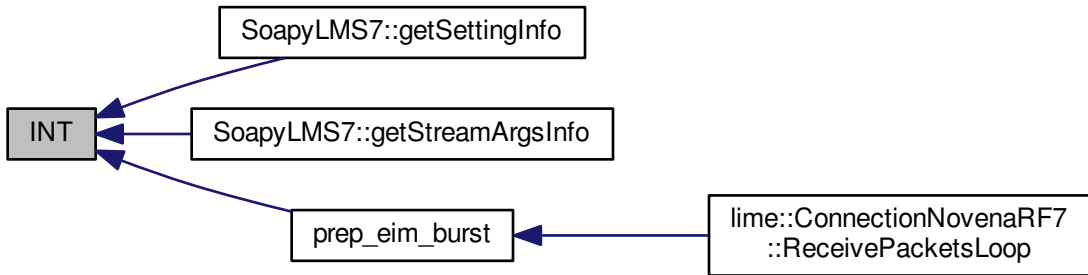 SoapyLMS7::getSettingInfo
INT
SoapyLMS7::getStreamArgsInfo
prep_eim_burst
lime::ConnectionNovenaRF7
::ReceivePacketsLoop